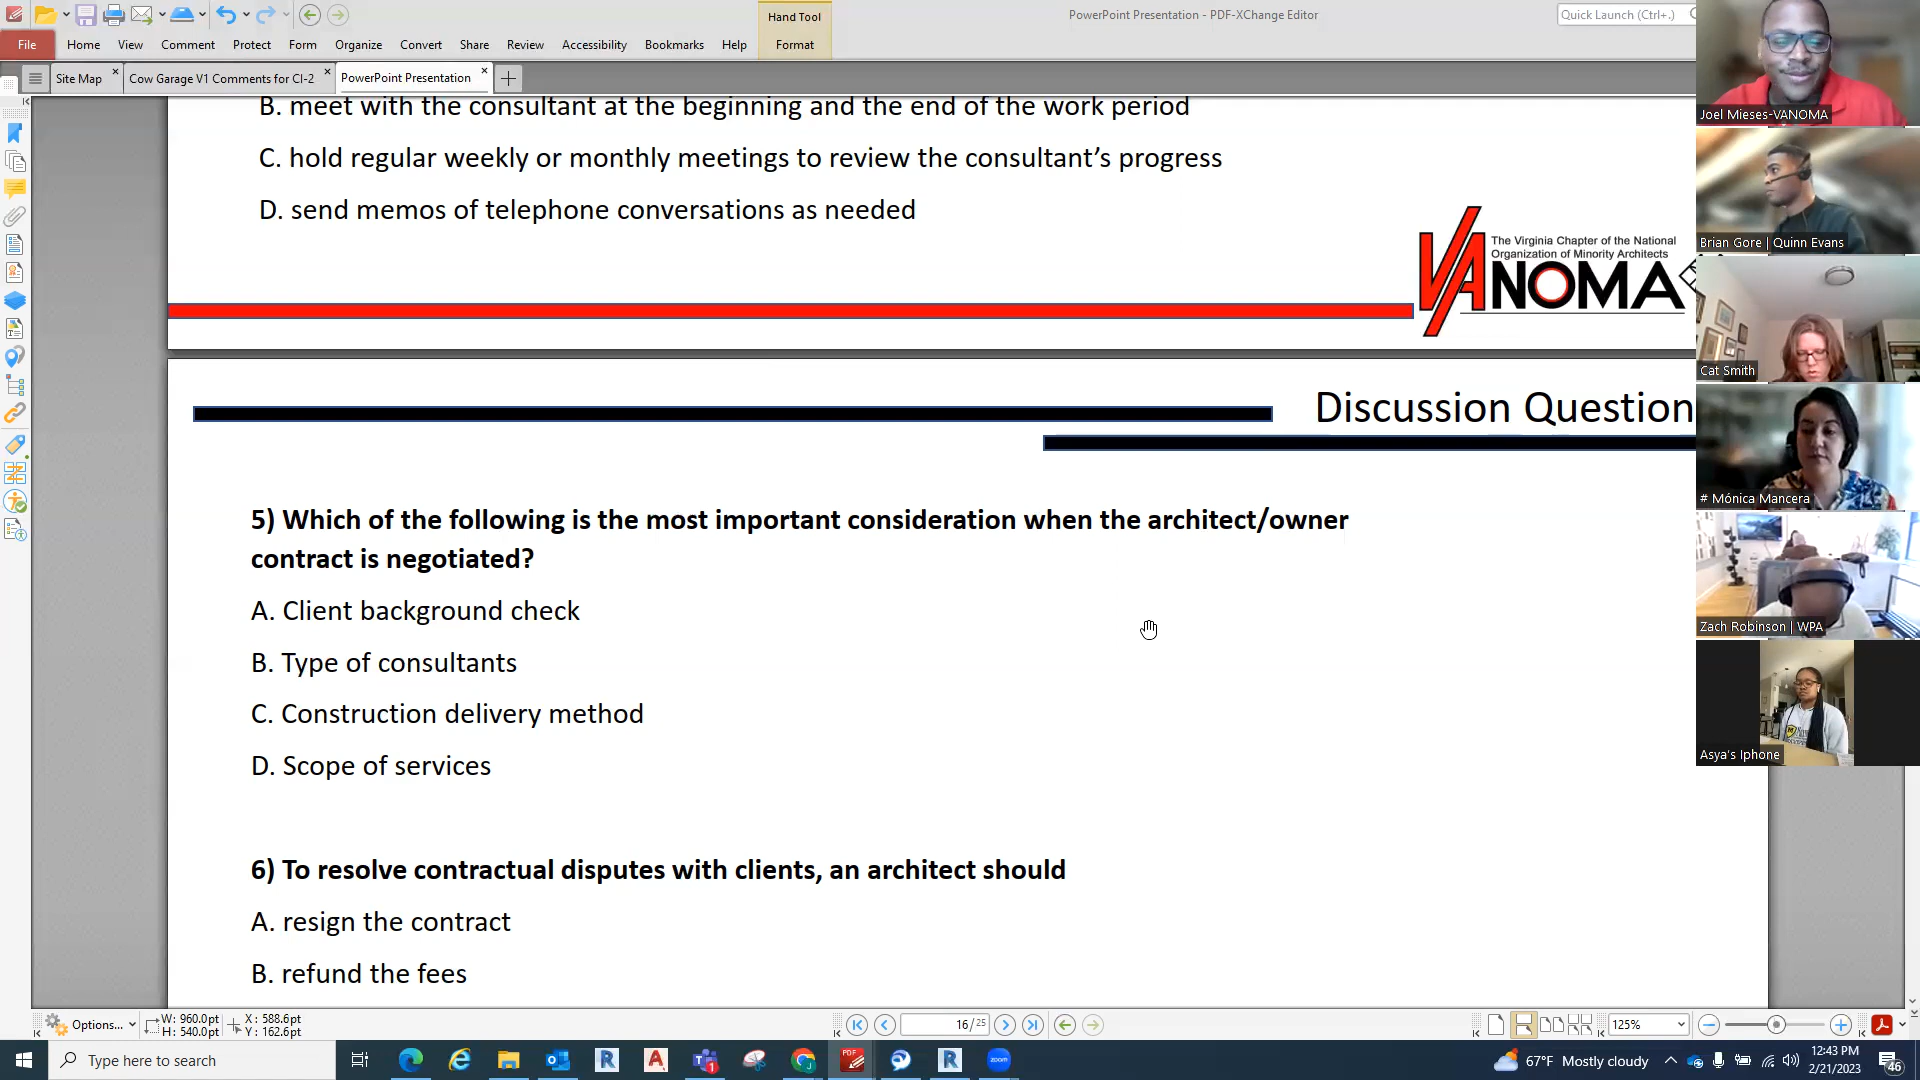 Hand Tool
PowerPoint Presentation - PDF-XChange Editor
Quick Launch (Ctrl+.)
File
Home
View
Comment
Protect
Form
Organize
Convert
Share
Review
Accessibility
Bookmarks
Help
Format
Site Map
Cow Garage V1 Comments for CI-2
PowerPoint Presentation
B. meet with the consultant at the beginning and the end of the work period
C. hold regular weekly or monthly meetings to review the consultant’s progress
D. send memos of telephone conversations as needed
The Virginia Chapter of the National
Organization of Minority Architects
VANOMA
Discussion Question
5) Which of the following is the most important consideration when the architect/owner
contract is negotiated?
A. Client background check
B. Type of consultants
C. Construction delivery method
D. Scope of services
6) To resolve contractual disputes with clients, an architect should
A. resign the contract
B. refund the fees
Joel Mieses-VANOMA
Brian Gore | Quinn Evans
Cat Smith
# Mónica Mancera
Zach Robinson | WPA
Asya's Iphone
Options...
W: 960.0pt
H: 540.0pt
X: 588.6pt
Y: 162.6pt
16/25
125%
Type here to search
67°F Mostly cloudy
12:43 PM
2/21/2023
46